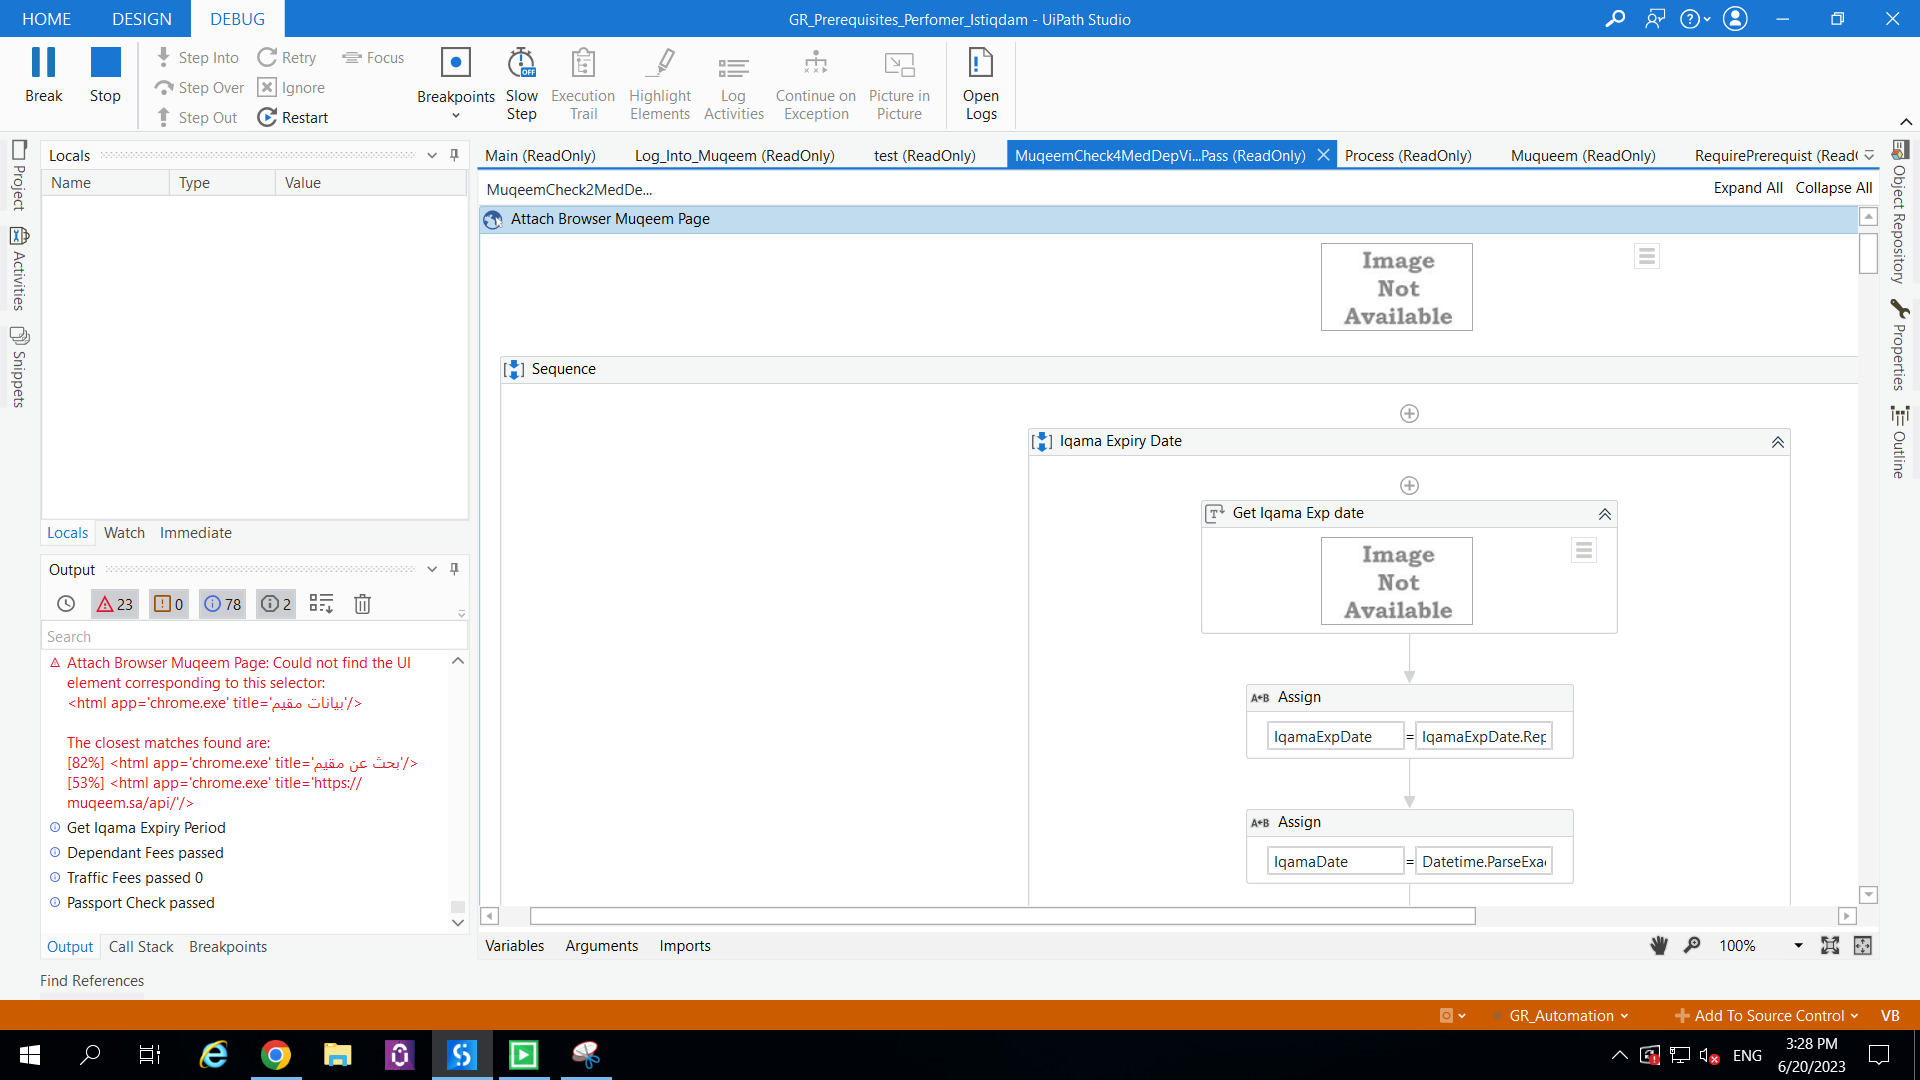 HOME DESIGN DEBUG GR_Prerequisites_Perfomer_Istiqdam - UiPath Studio
Break Stop
Step Into Retry Focus
Step Over Ignore
Step Out Restart
Breakpoints Slow Step Execution Trail Highlight Elements Log Activities Continue on Exception Picture in Picture Open Logs
OFF
Project
Activities
Snippets
Locals
Name Type Value
Locals Watch Immediate
Output
23 0 78 2
Search
Attach Browser Muqeem Page: Could not find the UI
element corresponding to this selector:
<html app='chrome.exe' title='بيانات مقيم'/>
The closest matches found are:
[82%] <html app='chrome.exe' title='بحث عن مقيم'/>
[53%] <html app='chrome.exe' title='https://
muqeem.sa/api/'/>
Get Iqama Expiry Period
Dependant Fees passed
Traffic Fees passed 0
Passport Check passed
Output Call Stack Breakpoints
Find References
Main (ReadOnly) Log_Into_Muqeem (ReadOnly) test (ReadOnly) MuqeemCheck4MedDepVi...Pass (ReadOnly) Process (ReadOnly) Muqueem (ReadOnly) RequirePrerequist (Read
MuqeemCheck2MedDe... Expand All Collapse All
Attach Browser Muqeem Page
Image
Not
Available
Sequence
Iqama Expiry Date
Get Iqama Exp date
Image
Not
Available
A+B Assign
IqamaExpDate = IqamaExpDate.Rep
A+B Assign
IqamaDate = Datetime.ParseExa
Variables Arguments Imports 100%
Object Repository
Properties
Outline
GR_Automation Add To Source Control VB
ENG 3:28 PM
6/20/2023